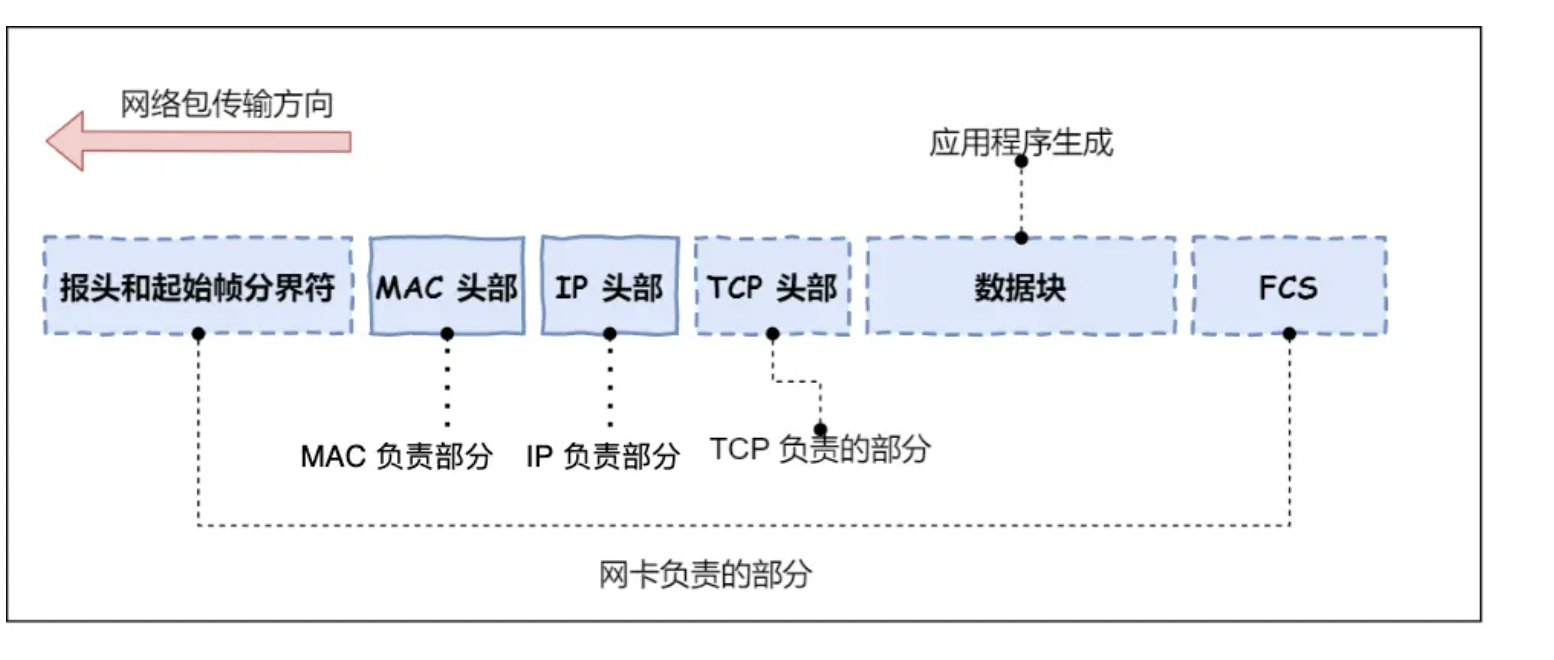 网络包传输方向
应用程序生成
报头和起始帧分界符
MAC 头部
IP 头部
TCP 头部
数据块
FCS
MAC 负责部分
IP 负责部分
TCP 负责的部分
网卡负责的部分